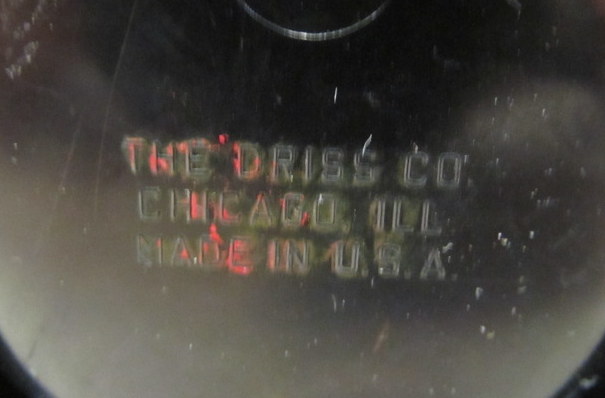 THE DRISS CO.
CHICAGO, ILL
MADE IN U.S.A.